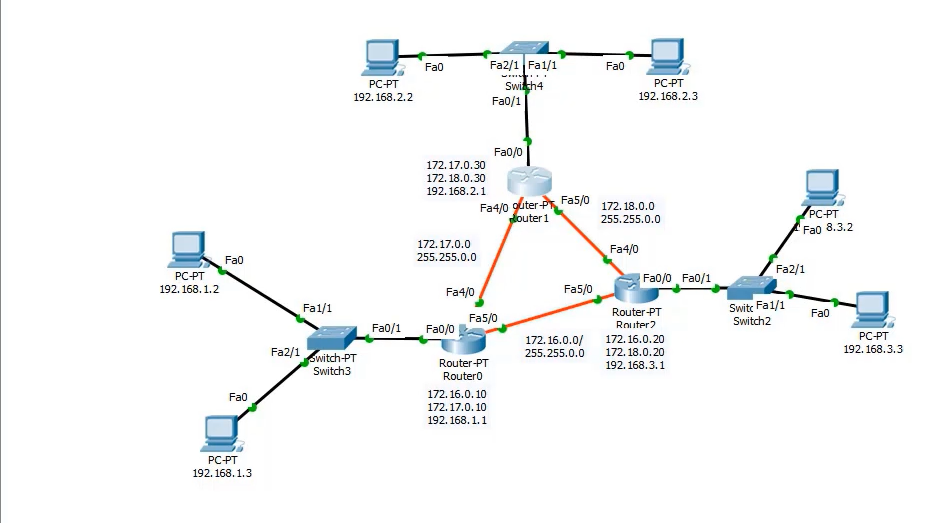 Fa0
Fa2/1
Fa1/1
Fa0
PC-PT
192.168.2.2
Switch4
Fa0/1
PC-PT
192.168.2.3
Fa0/0
172.17.0.30
172.18.0.30
192.168.2.1
Fa4/0
outer-PT
outer1
Fa5/0
172.18.0.0
255.255.0.0
PC-PT
8.3.2
Fa0
172.17.0.0
255.255.0.0
Fa4/0
Fa0
PC-PT
192.168.1.2
Fa2/1
Fa0/0
Fa0/1
Fa4/0
Fa5/0
Fa1/1
Fa0
Switc
Switch2
PC-PT
192.168.3.3
Fa1/1
Fa5/0
Router-PT
Router2
Fa0/1
Fa0/0
172.16.0.0/
255.255.0.0
172.16.0.20
172.18.0.20
192.168.3.1
Fa2/1
Switch-PT
Switch3
Router-PT
Router0
172.16.0.10
172.17.0.10
192.168.1.1
Fa0
PC-PT
192.168.1.3